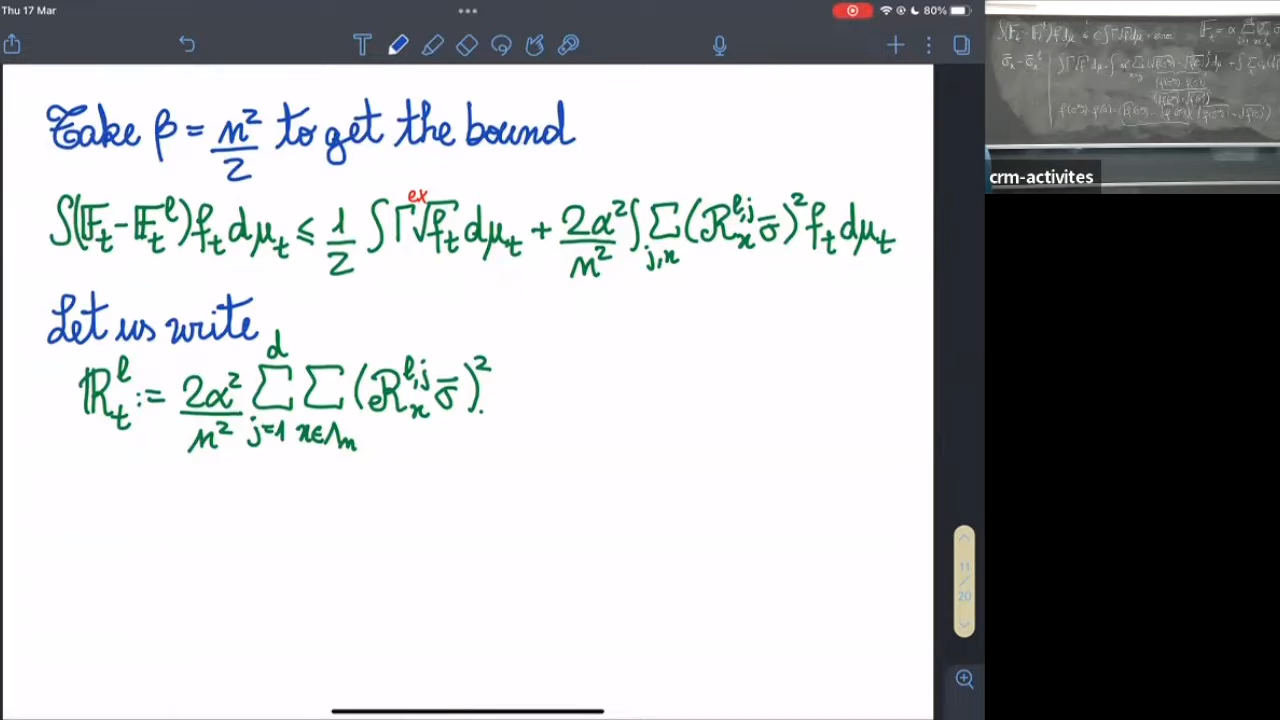 Thu 17 Mar
80%
Take β = n²/2 to get the bound
∫(𝔽_t − 𝔽_t^ℓ) f_t dμ_t ≤ 1/2 ∫ Γ^ex √f_t dμ_t + 2α²/n² ∫ Σ_{j,x} (ℛ_x^{ℓ,j} σ̄)² f_t dμ_t
Let us write
ℝ_t^ℓ := 2α²/n² Σ_{j=1}^d Σ_{x∈Λ_n} (ℛ_x^{ℓ,j} σ̄)².
11
/
20
crm-activites